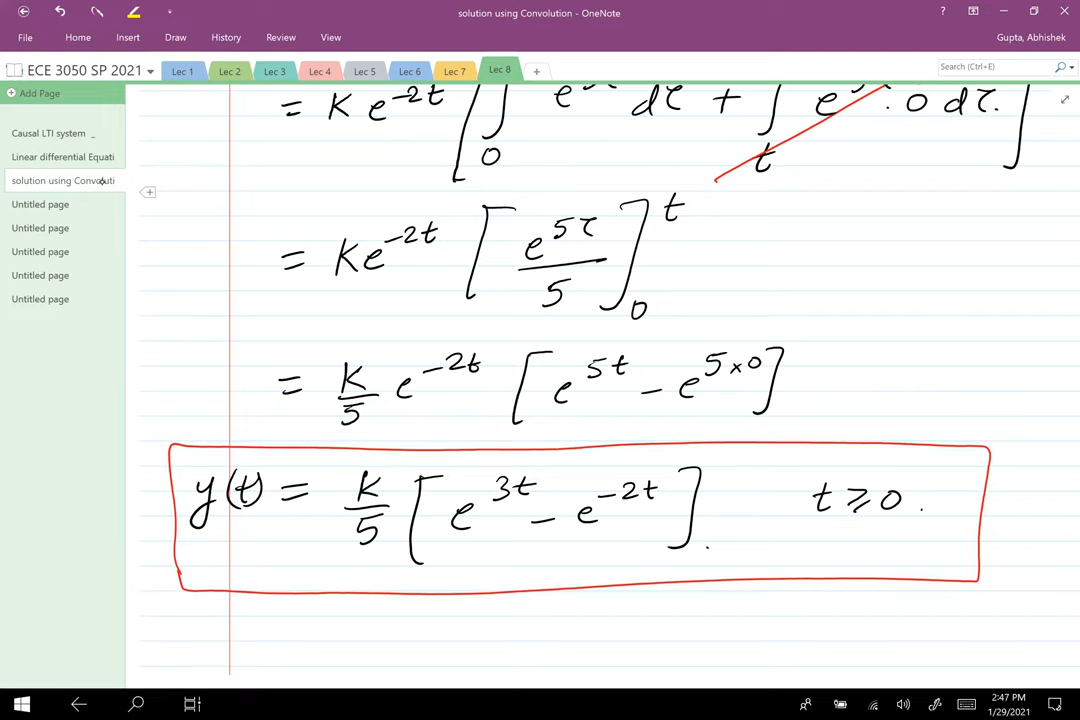 solution using Convolution - OneNote
Gupta, Abhishek
File Home Insert Draw History Review View
ECE 3050 SP 2021 Lec 1 Lec 2 Lec 3 Lec 4 Lec 5 Lec 6 Lec 7 Lec 8
Search (Ctrl+E)
Add Page
Causal LTI system _
Linear differential Equati
solution using Convoluti
Untitled page
Untitled page
Untitled page
Untitled page
Untitled page
= Ke^{-2t} [ ∫_0 dτ + ∫_t · 0 dτ. ]
= Ke^{-2t} [ e^{5τ}/5 ]_0^t
= K/5 e^{-2t} [ e^{5t} - e^{5×0} ]
y(t) = K/5 [ e^{3t} - e^{-2t} ]. t ≥ 0.
2:47 PM
1/29/2021